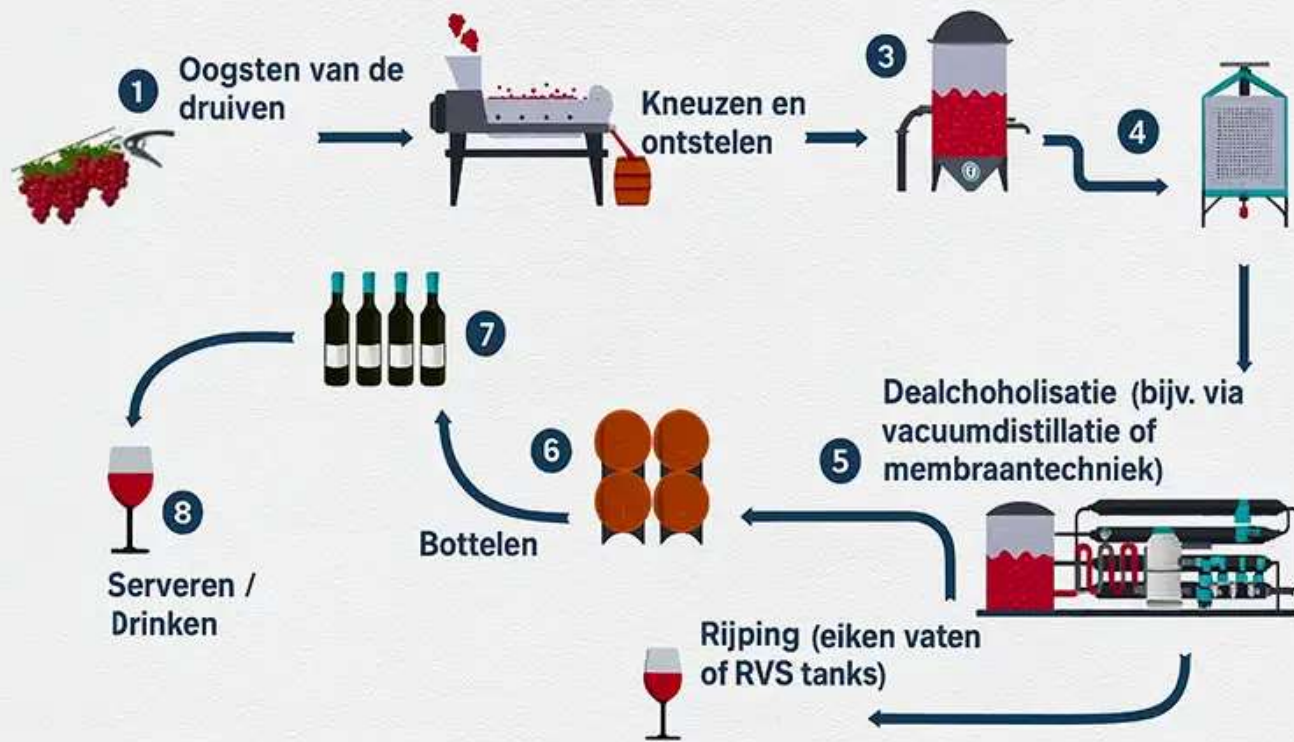 1
Oogsten van de
druiven
Kneuzen en
ontstelen
3
4
Dealchoholisatie (bijv. via
vacuumdistillatie of
membraantechniek)
5
6
Bottelen
7
8
Serveren /
Drinken
Rijping (eiken vaten
of RVS tanks)